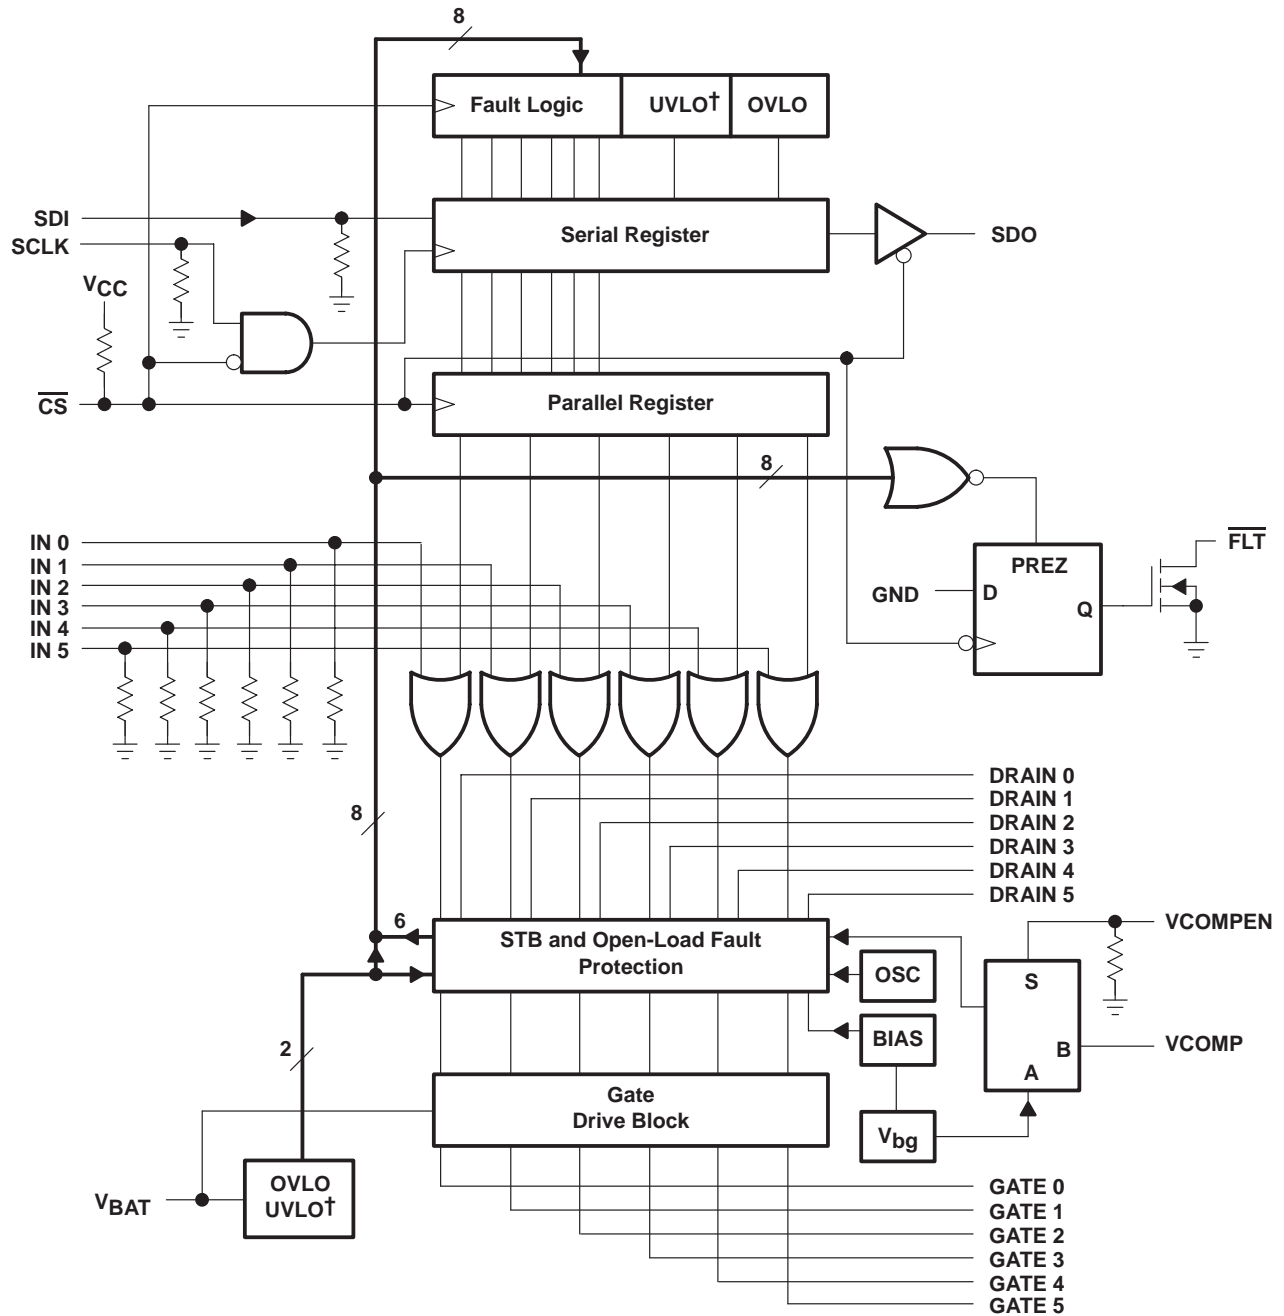 8
Fault Logic
UVLO†
OVLO
SDI
Serial Register
SDO
SCLK
VCC
CS
Parallel Register
8
IN 0
IN 1
IN 2
IN 3
IN 4
IN 5
FLT
PREZ
GND
D
Q
DRAIN 0
DRAIN 1
DRAIN 2
DRAIN 3
DRAIN 4
DRAIN 5
8
6
STB and Open-Load Fault
Protection
VCOMPEN
OSC
S
2
BIAS
B
VCOMP
A
Gate
Drive Block
Vbg
VBAT
OVLO
UVLO†
GATE 0
GATE 1
GATE 2
GATE 3
GATE 4
GATE 5